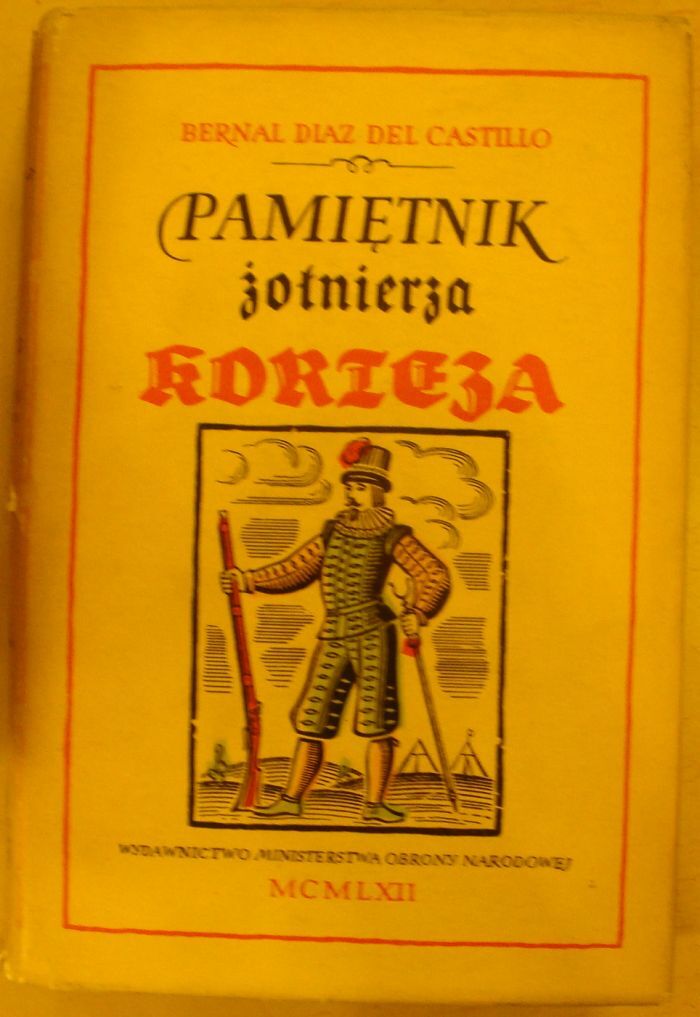 BERNAL DIAZ DEL CASTILLO
PAMIĘTNIK
żołnierza
KORTEZA
WYDAWNICTWO MINISTERSTWA OBRONY NARODOWEJ
MCMLXII